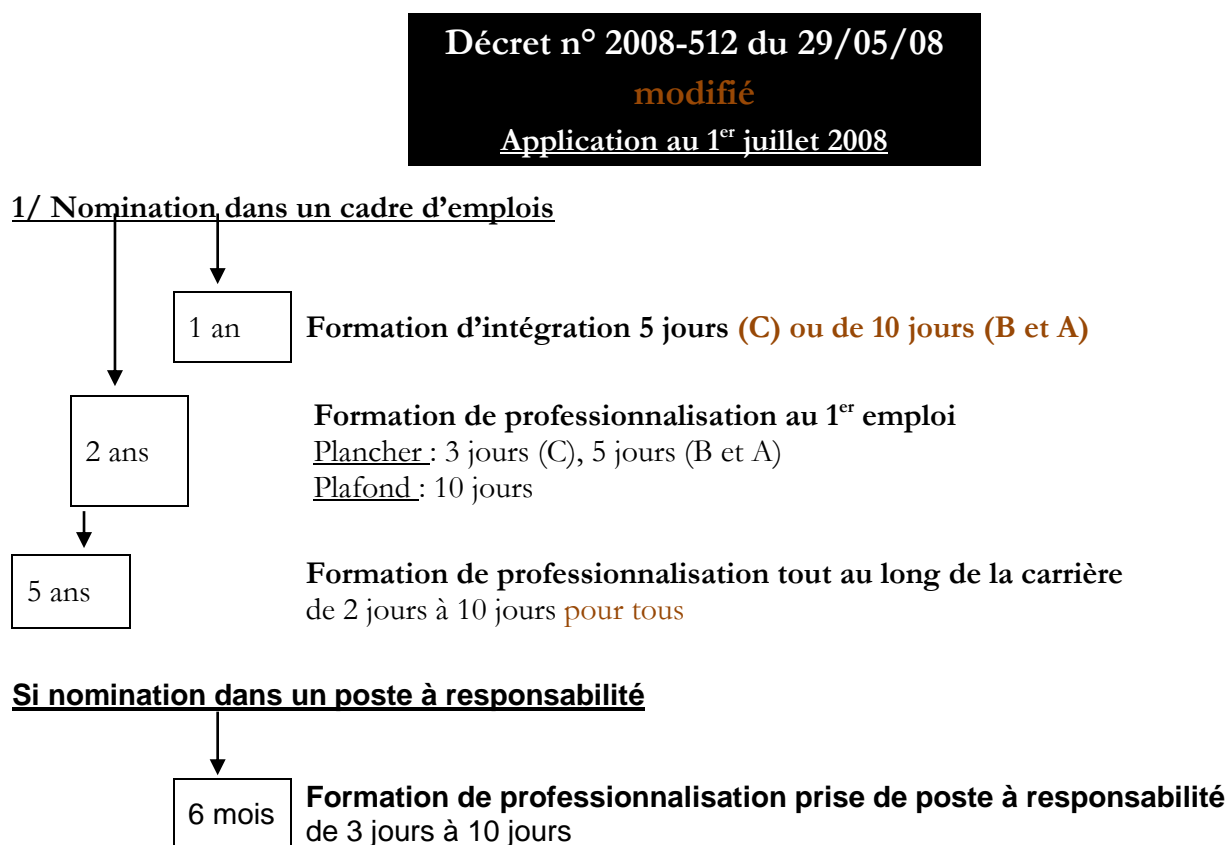 Décret n° 2008-512 du 29/05/08
modifié
Application au 1er juillet 2008
1/ Nomination dans un cadre d’emplois
1 an
Formation d’intégration 5 jours (C) ou de 10 jours (B et A)
2 ans
Formation de professionnalisation au 1er emploi
Plancher : 3 jours (C), 5 jours (B et A)
Plafond : 10 jours
5 ans
Formation de professionnalisation tout au long de la carrière
de 2 jours à 10 jours pour tous
Si nomination dans un poste à responsabilité
6 mois
Formation de professionnalisation prise de poste à responsabilité
de 3 jours à 10 jours